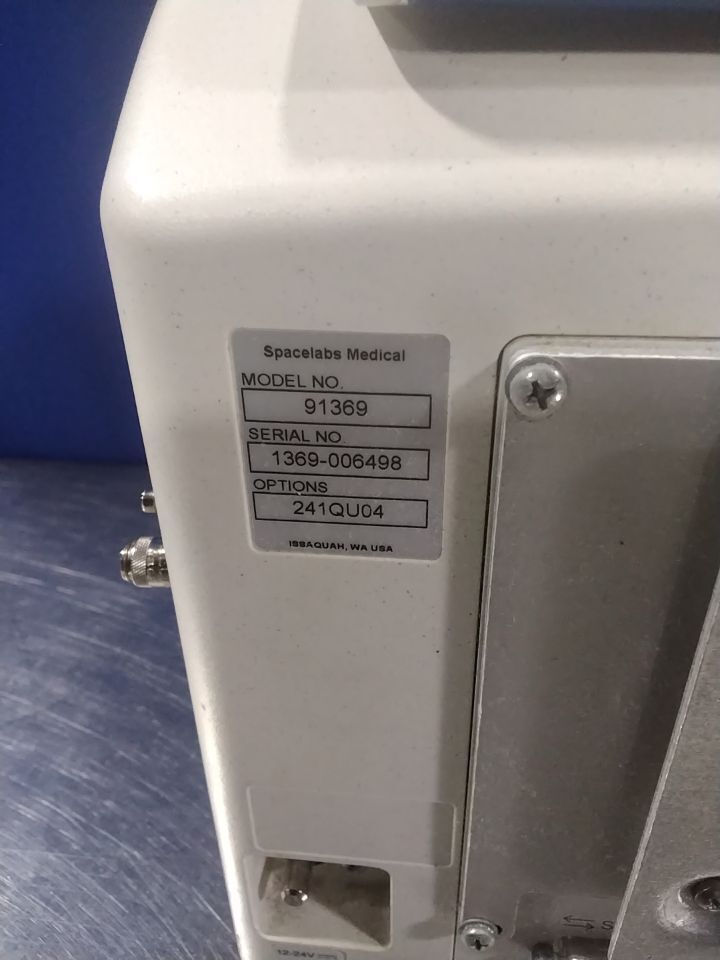 Spacelabs Medical
MODEL NO.
91369
SERIAL NO.
1369-006498
OPTIONS
241QU04
ISSAQUAH, WA USA
12-24V